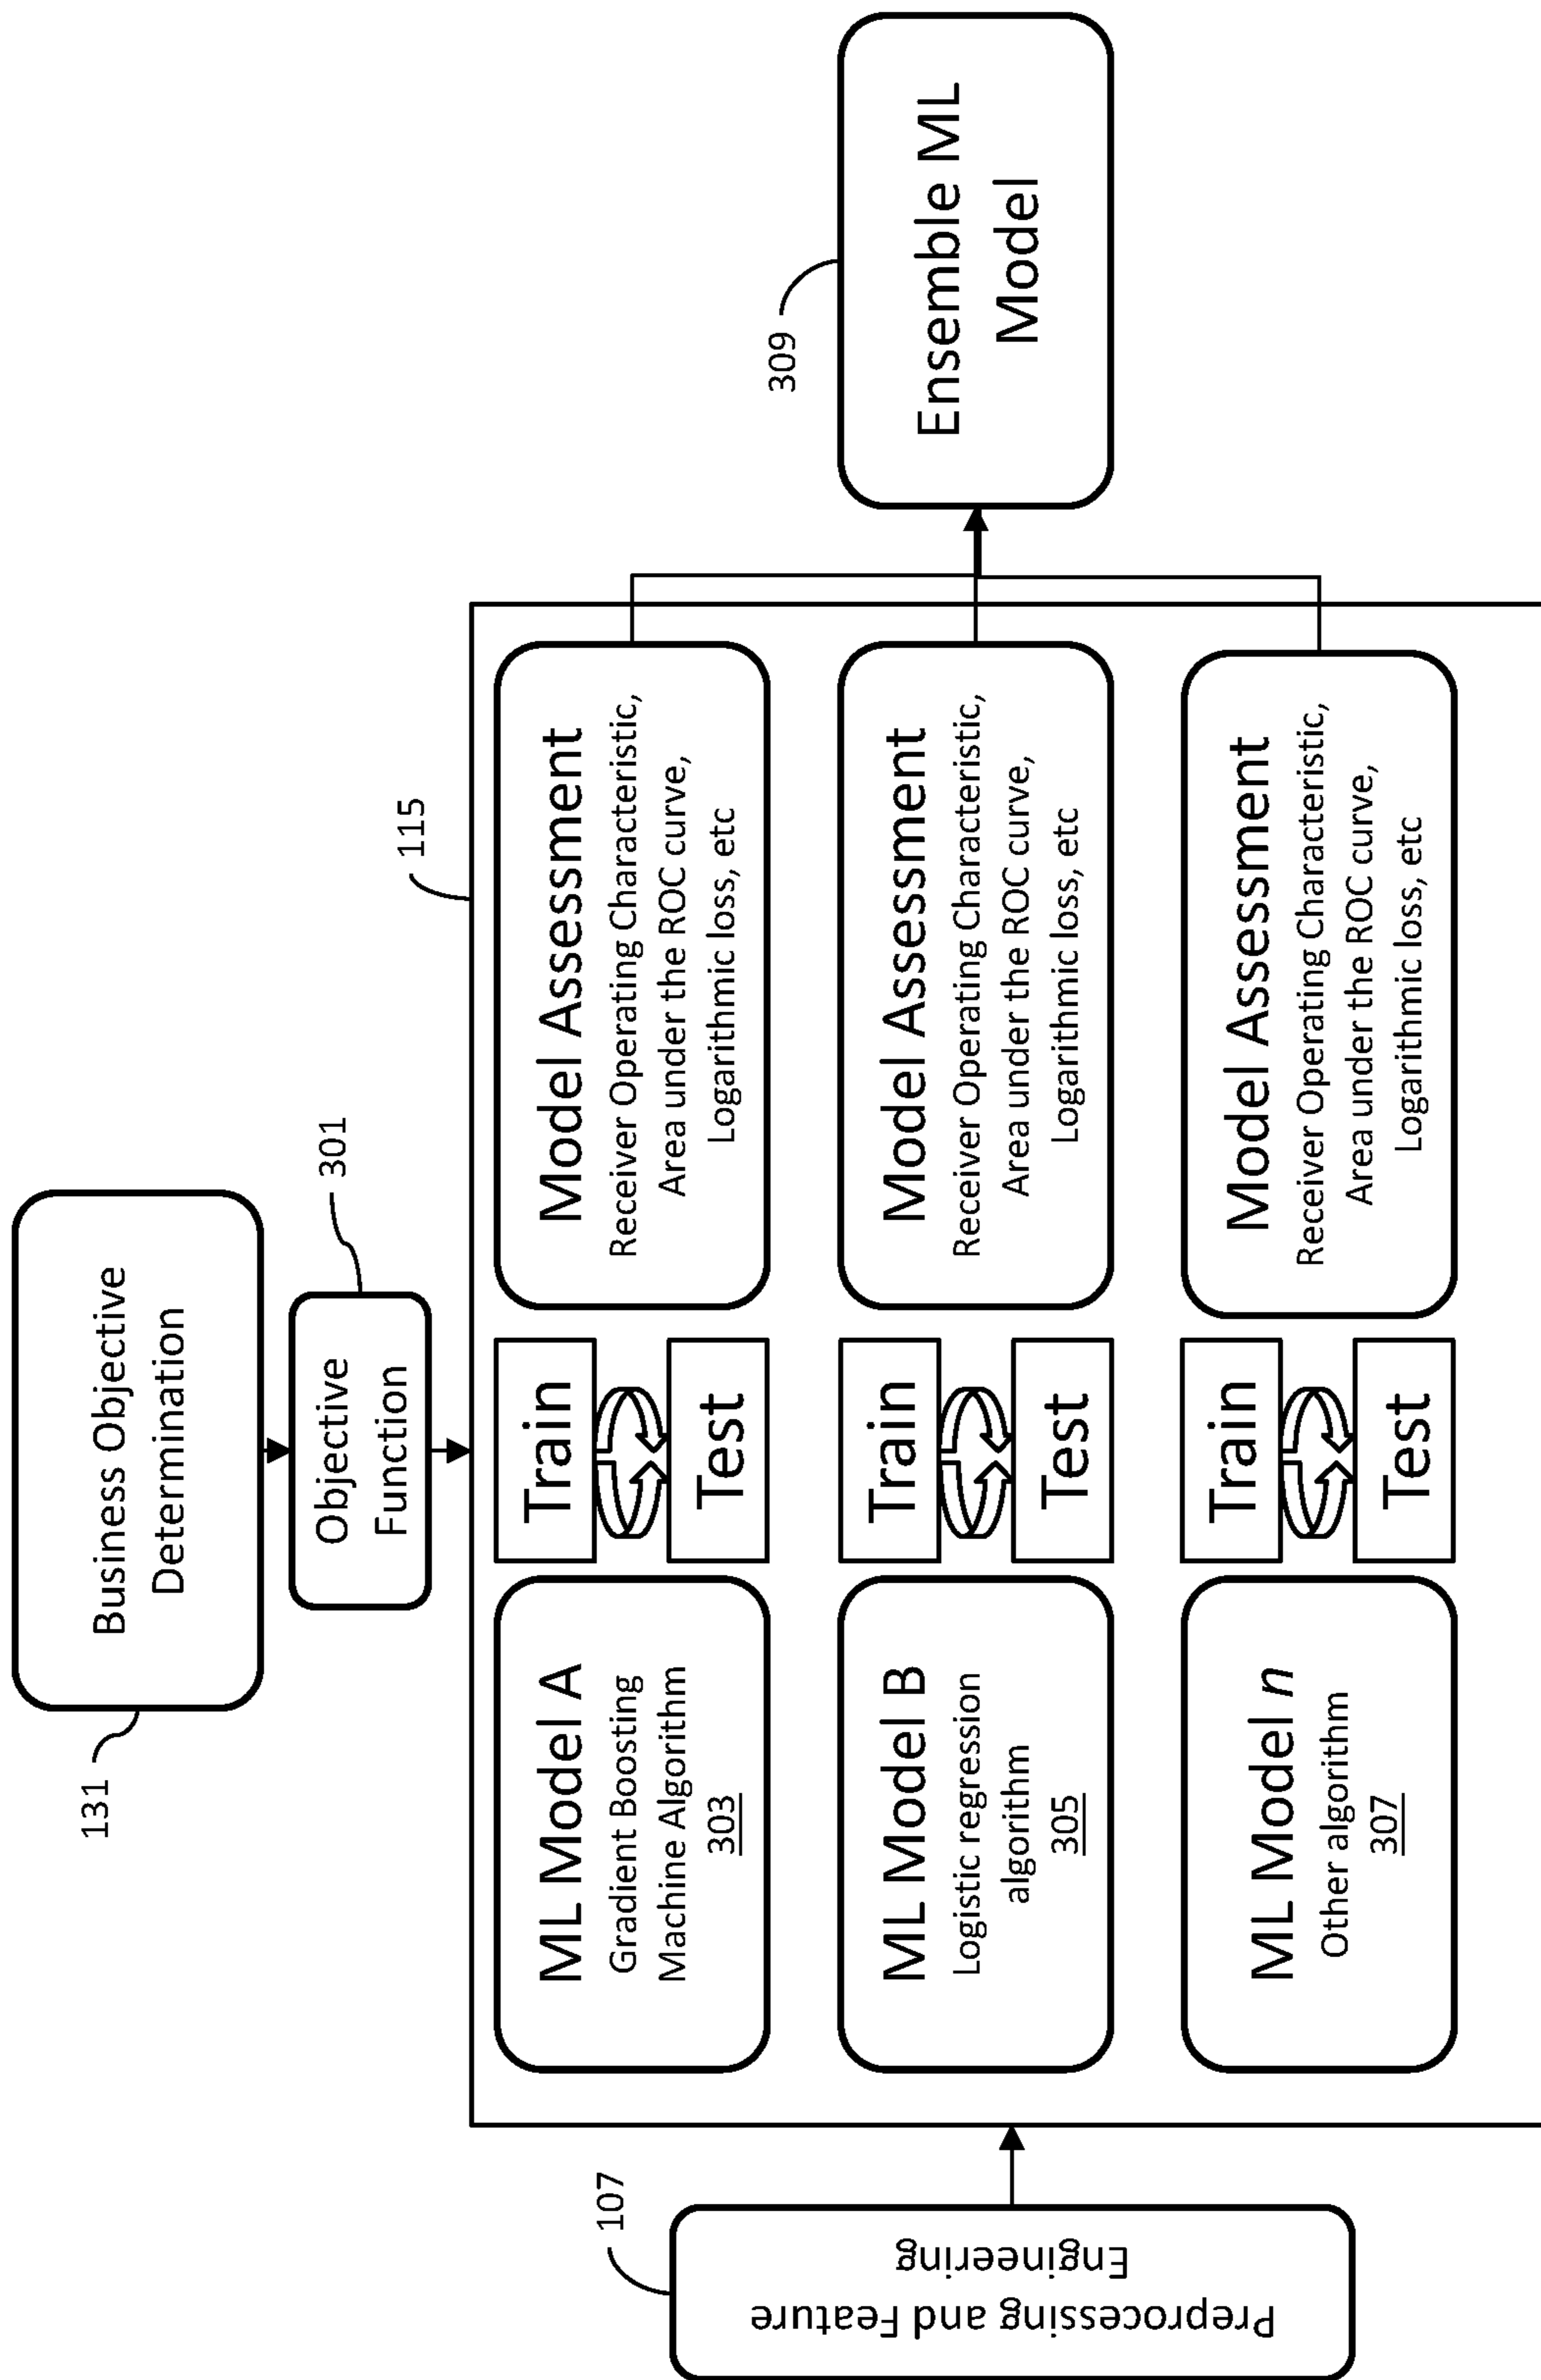 131
Business Objective
Determination
301
Objective
Function
115
107
Preprocessing and Feature
Engineering
ML Model A
Gradient Boosting
Machine Algorithm
303
Train
Test
Model Assessment
Receiver Operating Characteristic,
Area under the ROC curve,
Logarithmic loss, etc
ML Model B
Logistic regression
algorithm
305
Train
Test
Model Assessment
Receiver Operating Characteristic,
Area under the ROC curve,
Logarithmic loss, etc
ML Model n
Other algorithm
307
Train
Test
Model Assessment
Receiver Operating Characteristic,
Area under the ROC curve,
Logarithmic loss, etc
309
Ensemble ML
Model